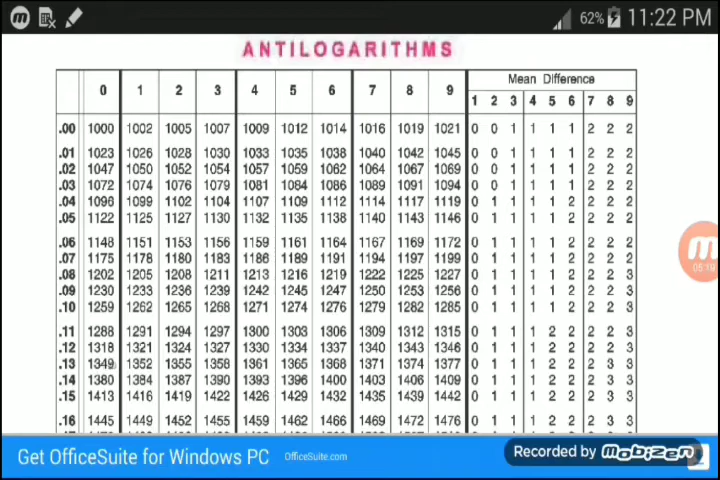 m 62% 11:22 PM
ANTILOGARITHMS
Mean Difference
0 1 2 3 4 5 6 7 8 9 1 2 3 4 5 6 7 8 9
.00 1000 1002 1005 1007 1009 1012 1014 1016 1019 1021 0 0 1 1 1 1 2 2 2
.01 1023 1026 1028 1030 1033 1035 1038 1040 1042 1045 0 0 1 1 1 1 2 2 2
.02 1047 1050 1052 1054 1057 1059 1062 1064 1067 1069 0 0 1 1 1 1 2 2 2
.03 1072 1074 1076 1079 1081 1084 1086 1089 1091 1094 0 0 1 1 1 1 2 2 2
.04 1096 1099 1102 1104 1107 1109 1112 1114 1117 1119 0 1 1 1 1 2 2 2 2
.05 1122 1125 1127 1130 1132 1135 1138 1140 1143 1146 0 1 1 1 1 2 2 2 2
.06 1148 1151 1153 1156 1159 1161 1164 1167 1169 1172 0 1 1 1 1 2 2 2 2
.07 1175 1178 1180 1183 1186 1189 1191 1194 1197 1199 0 1 1 1 1 2 2 2 2
.08 1202 1205 1208 1211 1213 1216 1219 1222 1225 1227 0 1 1 1 1 2 2 2 3
.09 1230 1233 1236 1239 1242 1245 1247 1250 1253 1256 0 1 1 1 1 2 2 2 3
.10 1259 1262 1265 1268 1271 1274 1276 1279 1282 1285 0 1 1 1 1 2 2 2 3
.11 1288 1291 1294 1297 1300 1303 1306 1309 1312 1315 0 1 1 1 2 2 2 2 3
.12 1318 1321 1324 1327 1330 1334 1337 1340 1343 1346 0 1 1 1 2 2 2 2 3
.13 1349 1352 1355 1358 1361 1365 1368 1371 1374 1377 0 1 1 1 2 2 2 3 3
.14 1380 1384 1387 1390 1393 1396 1400 1403 1406 1409 0 1 1 1 2 2 2 3 3
.15 1413 1416 1419 1422 1426 1429 1432 1435 1439 1442 0 1 1 1 2 2 2 3 3
.16 1445 1449 1452 1455 1459 1462 1466 1469 1472 1476 0 1 1 1 2 2 2 3 3
m
05:19
Get OfficeSuite for Windows PC OfficeSuite.com
Recorded by Mobizen